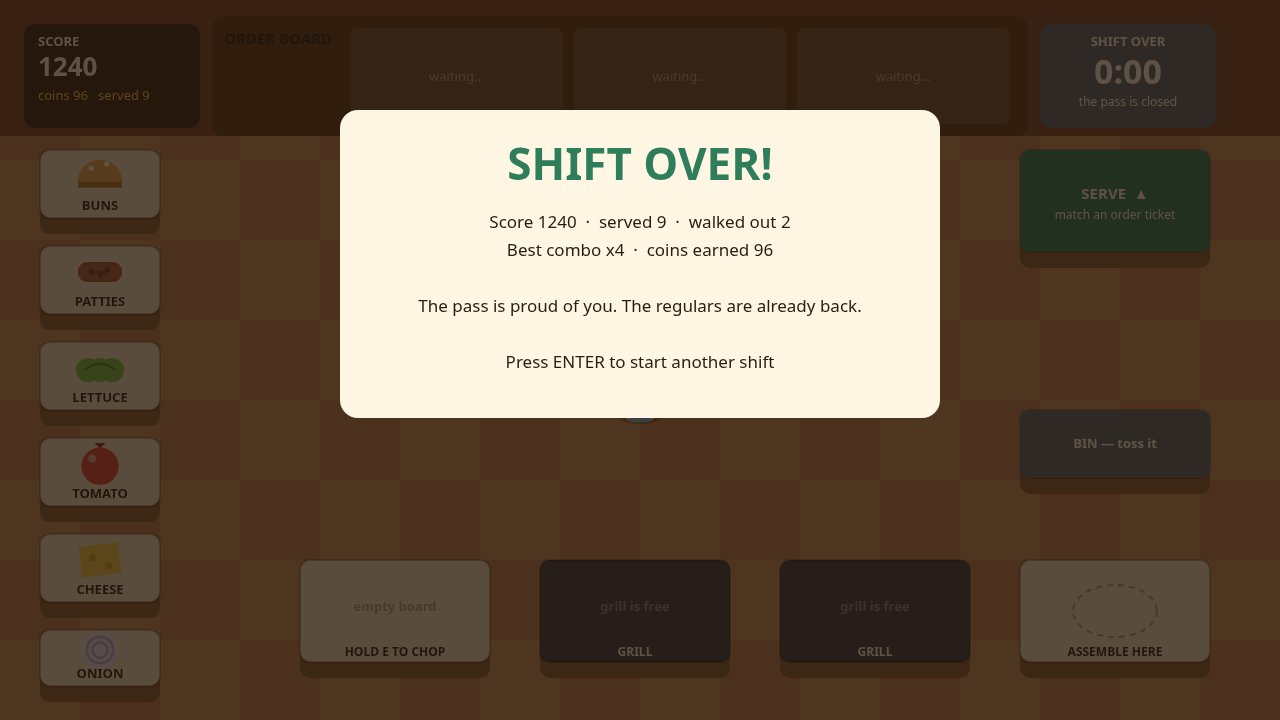 SCORE
1240
coins 96 served 9
ORDER BOARD
waiting...
waiting...
waiting...
SHIFT OVER
0:00
the pass is closed
SHIFT OVER!
Score 1240 · served 9 · walked out 2
Best combo x4 · coins earned 96
The pass is proud of you. The regulars are already back.
Press ENTER to start another shift
BUNS
PATTIES
LETTUCE
TOMATO
CHEESE
ONION
SERVE ▲
match an order ticket
BIN — toss it
empty board
HOLD E TO CHOP
grill is free
GRILL
grill is free
GRILL
ASSEMBLE HERE